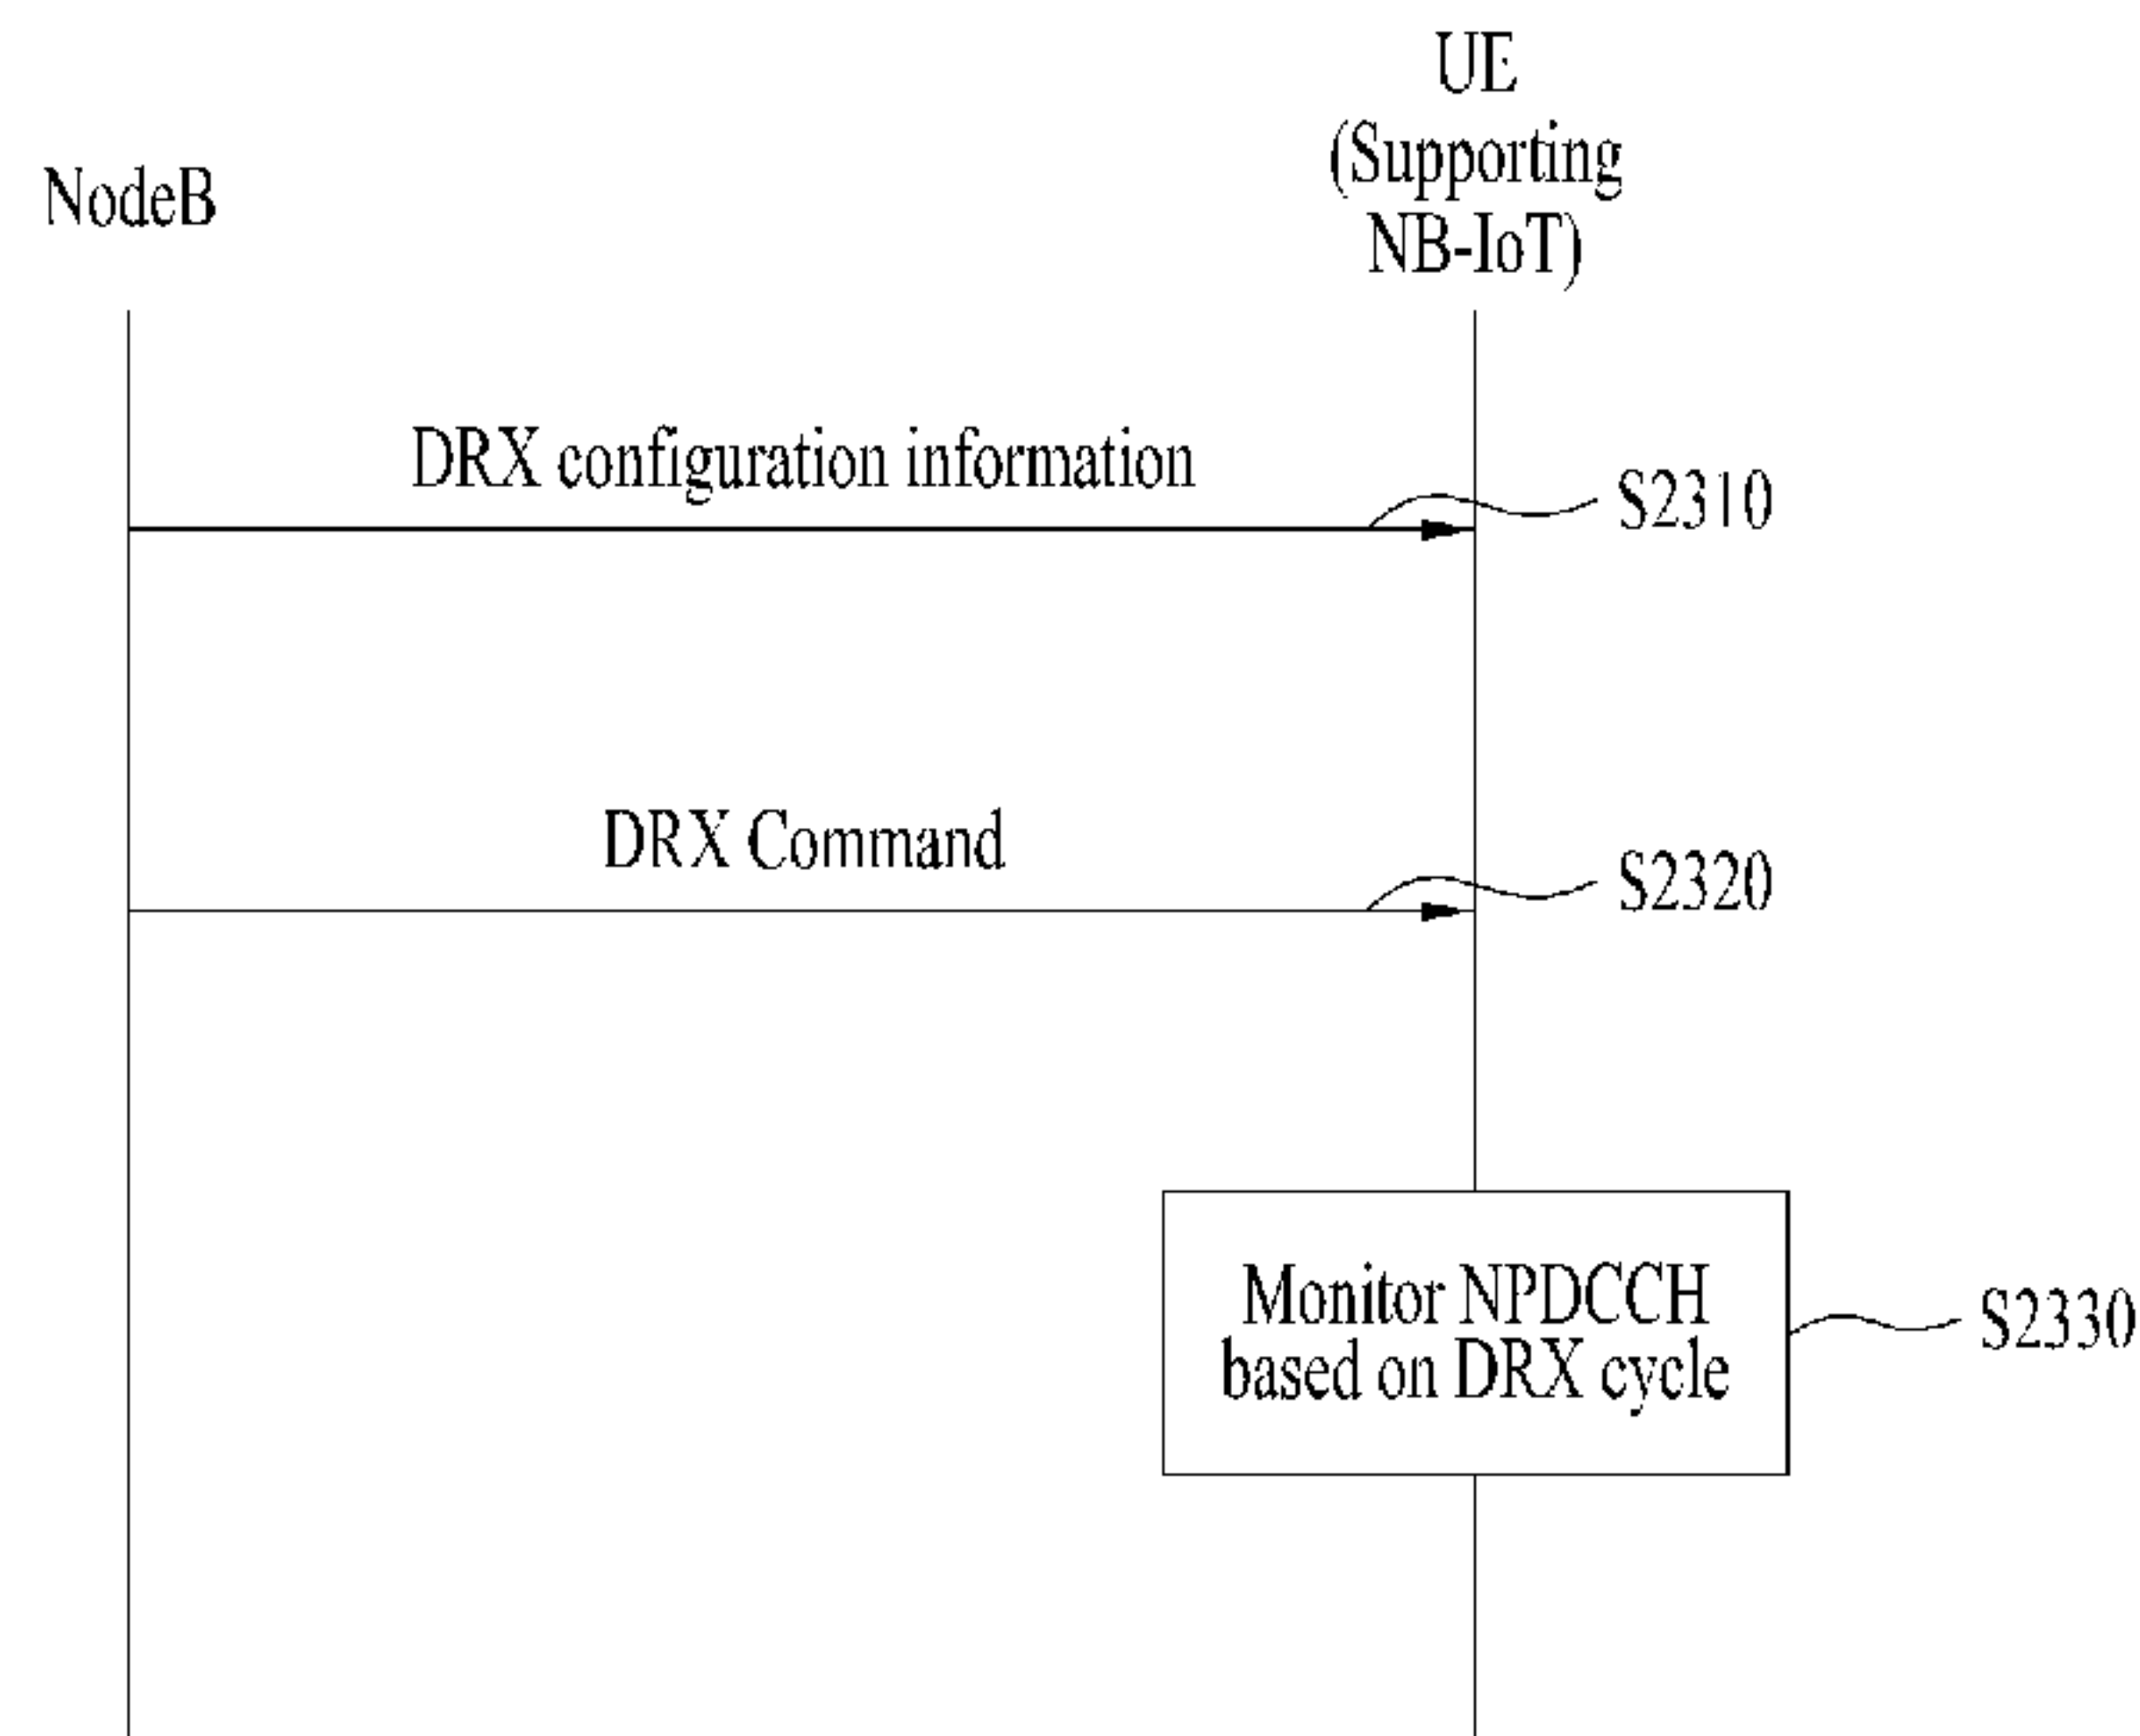 UE
(Supporting
NB-IoT)
NodeB
DRX configuration information
S2310
DRX Command
S2320
Monitor NPDCCH
based on DRX cycle
S2330